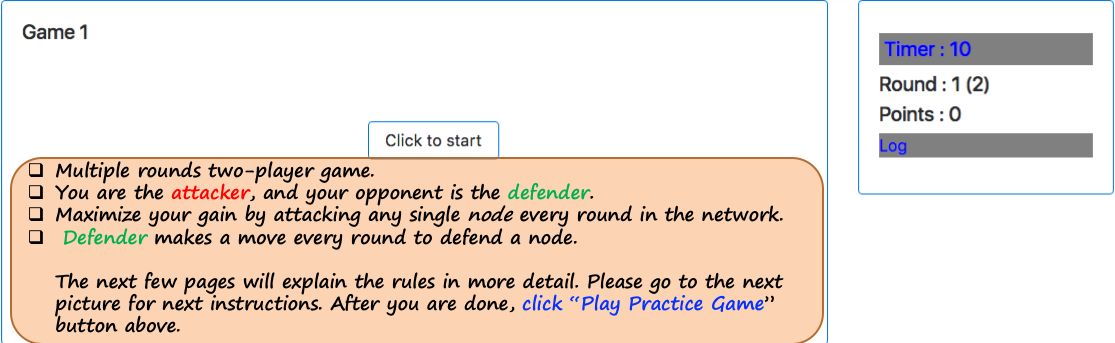 Game 1
Click to start
❑ Multiple rounds two-player game.
❑ You are the attacker, and your opponent is the defender.
❑ Maximize your gain by attacking any single node every round in the network.
❑ Defender makes a move every round to defend a node.
The next few pages will explain the rules in more detail. Please go to the next
picture for next instructions. After you are done, click “Play Practice Game”
button above.
Timer : 10
Round : 1 (2)
Points : 0
Log